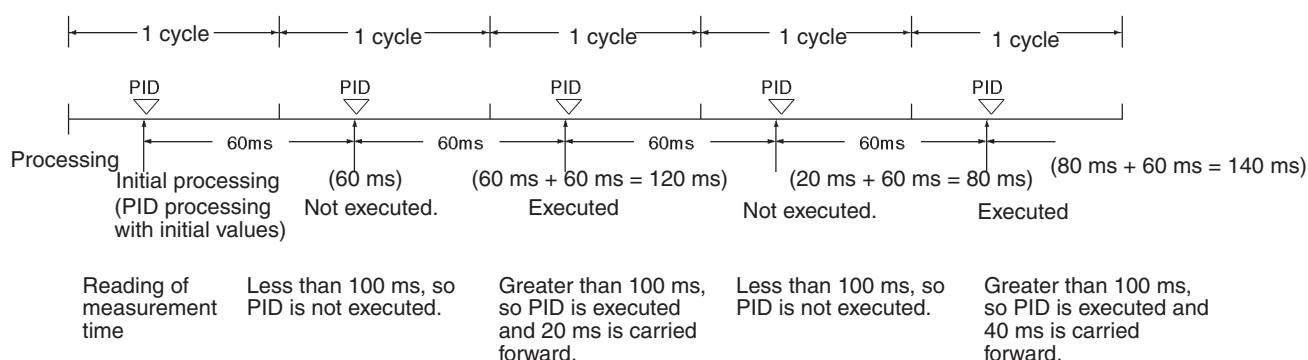 1 cycle 1 cycle 1 cycle 1 cycle 1 cycle
PID PID PID PID PID
60ms 60ms 60ms 60ms
Processing
Initial processing
(PID processing
with initial values)
(60 ms)
Not executed.
(60 ms + 60 ms = 120 ms)
Executed
(20 ms + 60 ms = 80 ms)
Not executed.
(80 ms + 60 ms = 140 ms)
Executed
Reading of
measurement
time
Less than 100 ms, so
PID is not executed.
Greater than 100 ms,
so PID is executed
and 20 ms is carried
forward.
Less than 100 ms, so
PID is not executed.
Greater than 100 ms,
so PID is executed and
40 ms is carried
forward.